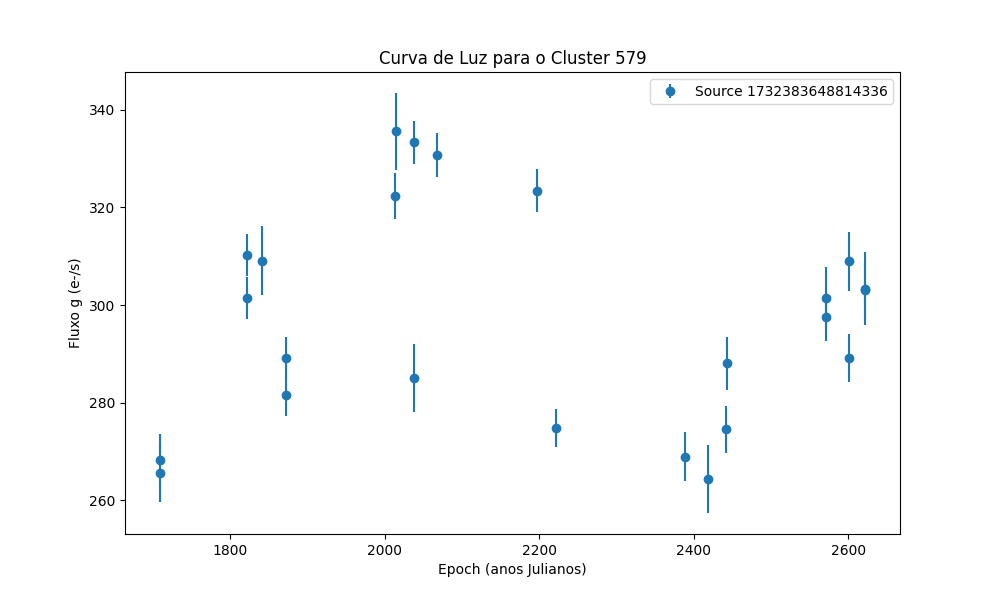 Curva de Luz para o Cluster 579
Source 1732383648814336
340
320
300
280
260
Fluxo g (e-/s)
1800 2000 2200 2400 2600
Epoch (anos Julianos)